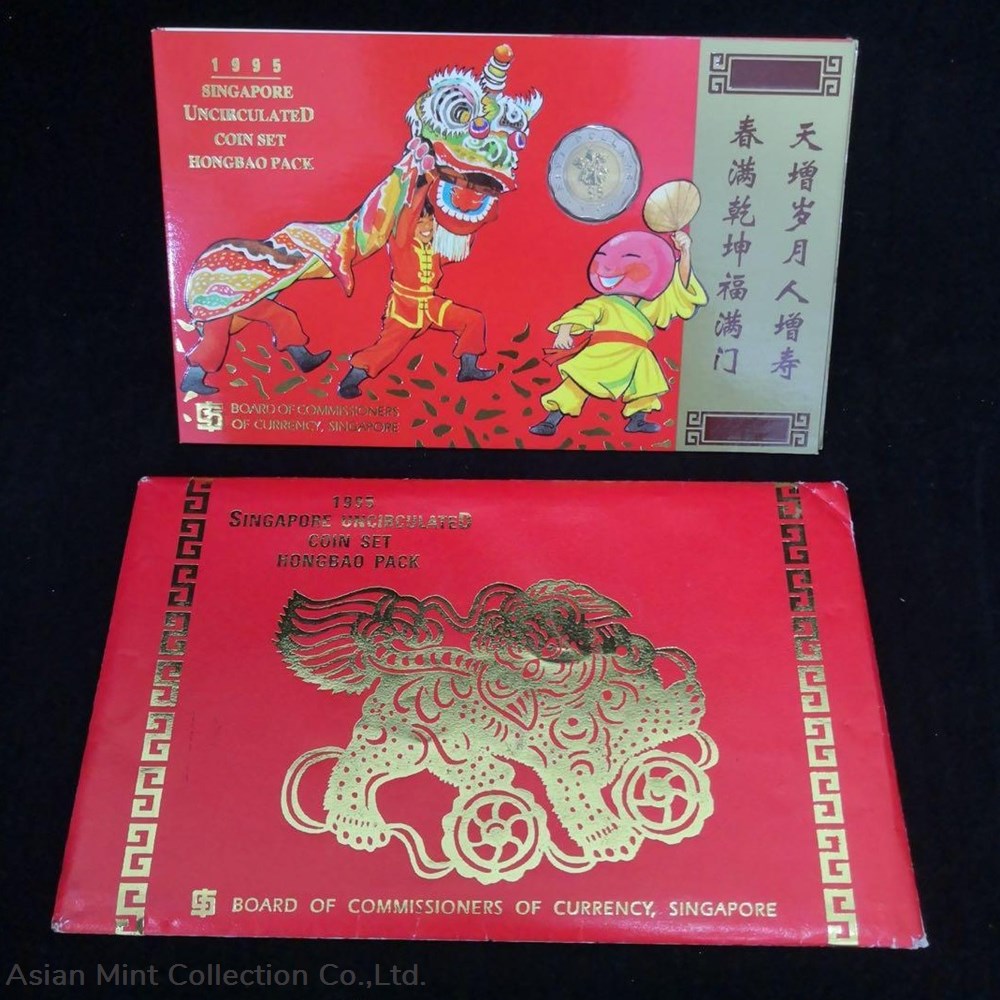 1995
SINGAPORE
UNCIRCULATED
COIN SET
HONGBAO PACK
天增岁月人增寿
春满乾坤福满门
BOARD OF COMMISSIONERS
OF CURRENCY, SINGAPORE
1995
SINGAPORE UNCIRCULATED
COIN SET
HONGBAO PACK
BOARD OF COMMISSIONERS OF CURRENCY, SINGAPORE
Asian Mint Collection Co.,Ltd.